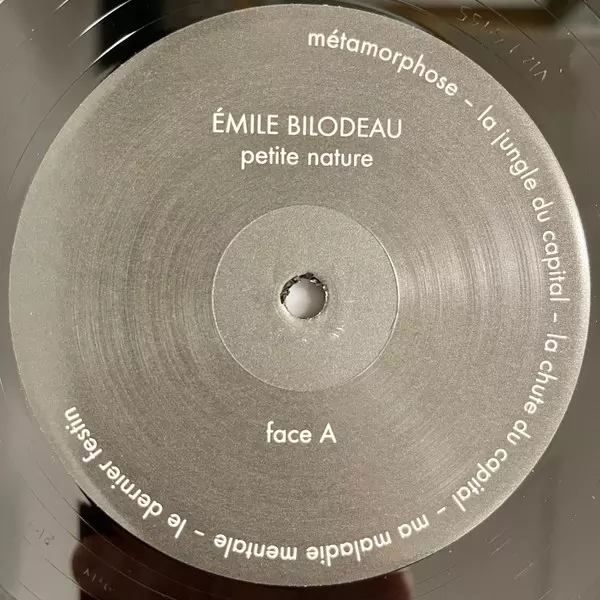 ÉMILE BILODEAU
petite nature
face A
métamorphose – la jungle du capital – la chute du capital – ma maladie mentale – le dernier festin